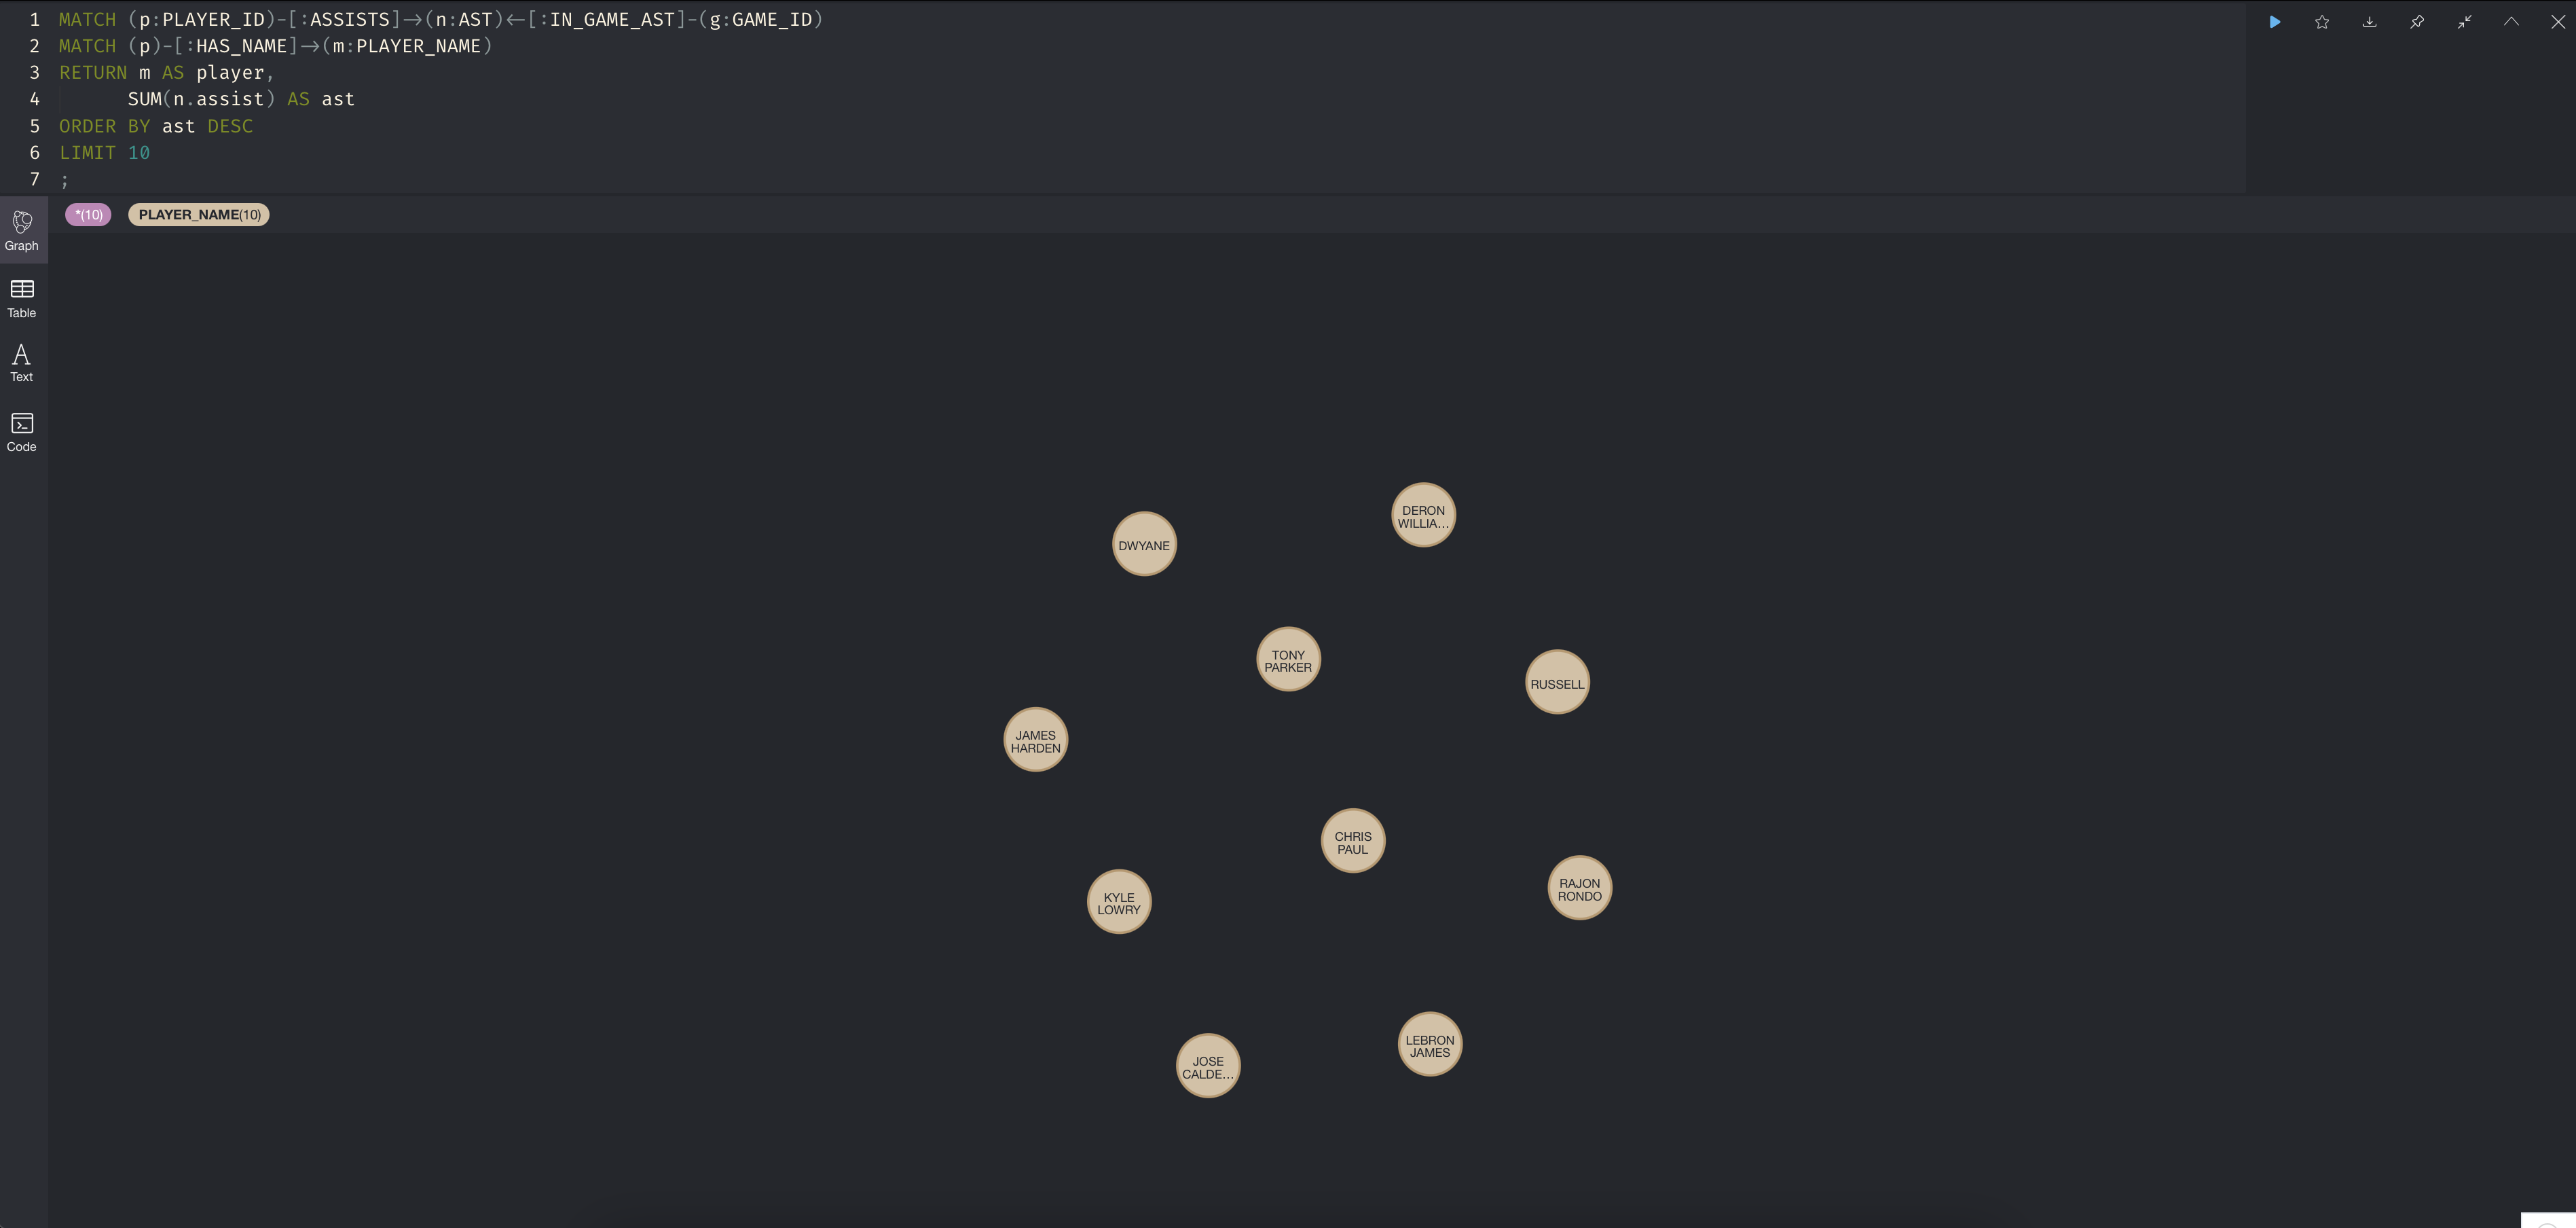 1 MATCH (p:PLAYER_ID)-[:ASSISTS]->(n:AST)<-[:IN_GAME_AST]-(g:GAME_ID)
2 MATCH (p)-[:HAS_NAME]->(m:PLAYER_NAME)
3 RETURN m AS player,
4 SUM(n.assist) AS ast
5 ORDER BY ast DESC
6 LIMIT 10
7 ;
*(10) PLAYER_NAME(10)
Graph
Table
Text
Code
DERON
WILLIA...
DWYANE
TONY
PARKER
RUSSELL
JAMES
HARDEN
CHRIS
PAUL
RAJON
RONDO
KYLE
LOWRY
LEBRON
JAMES
JOSE
CALDE...